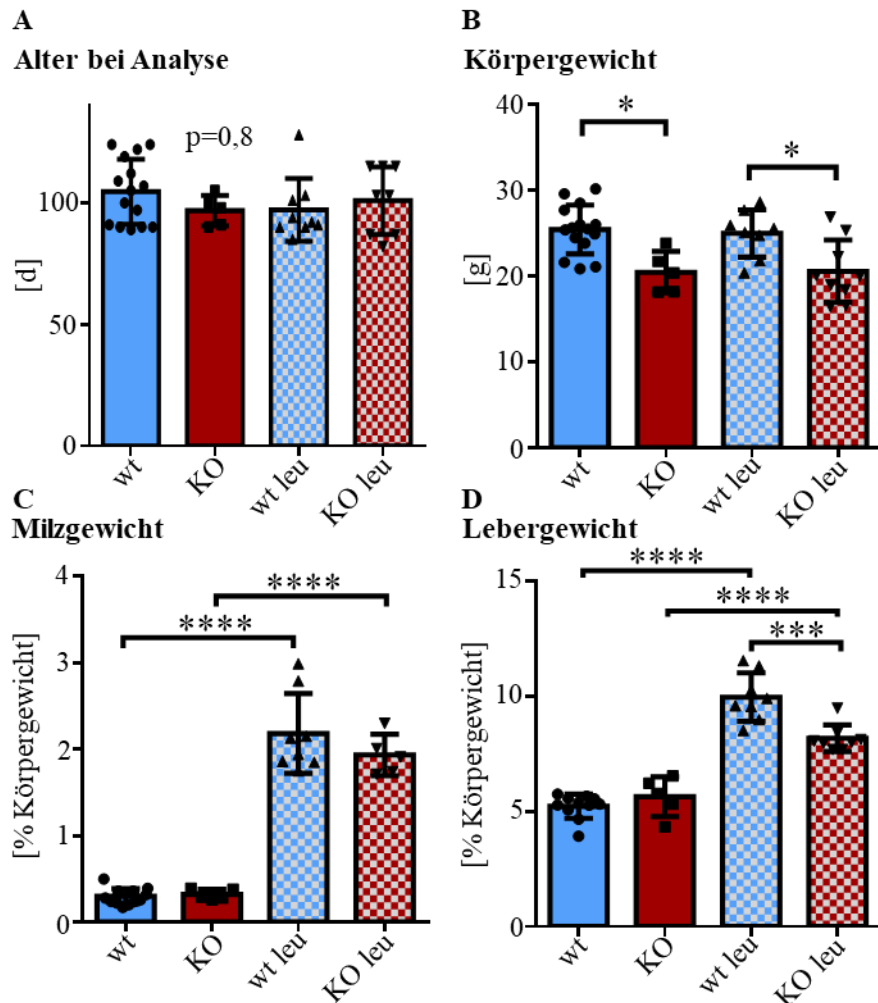 A
Alter bei Analyse
p=0,8
[d]
100
50
0
wt
KO
wt leu
KO leu
B
Körpergewicht
*
*
[g]
40
30
20
10
0
wt
KO
wt leu
KO leu
C
Milzgewicht
****
****
[% Körpergewicht]
4
3
2
1
0
wt
KO
wt leu
KO leu
D
Lebergewicht
****
****
***
[% Körpergewicht]
15
10
5
0
wt
KO
wt leu
KO leu